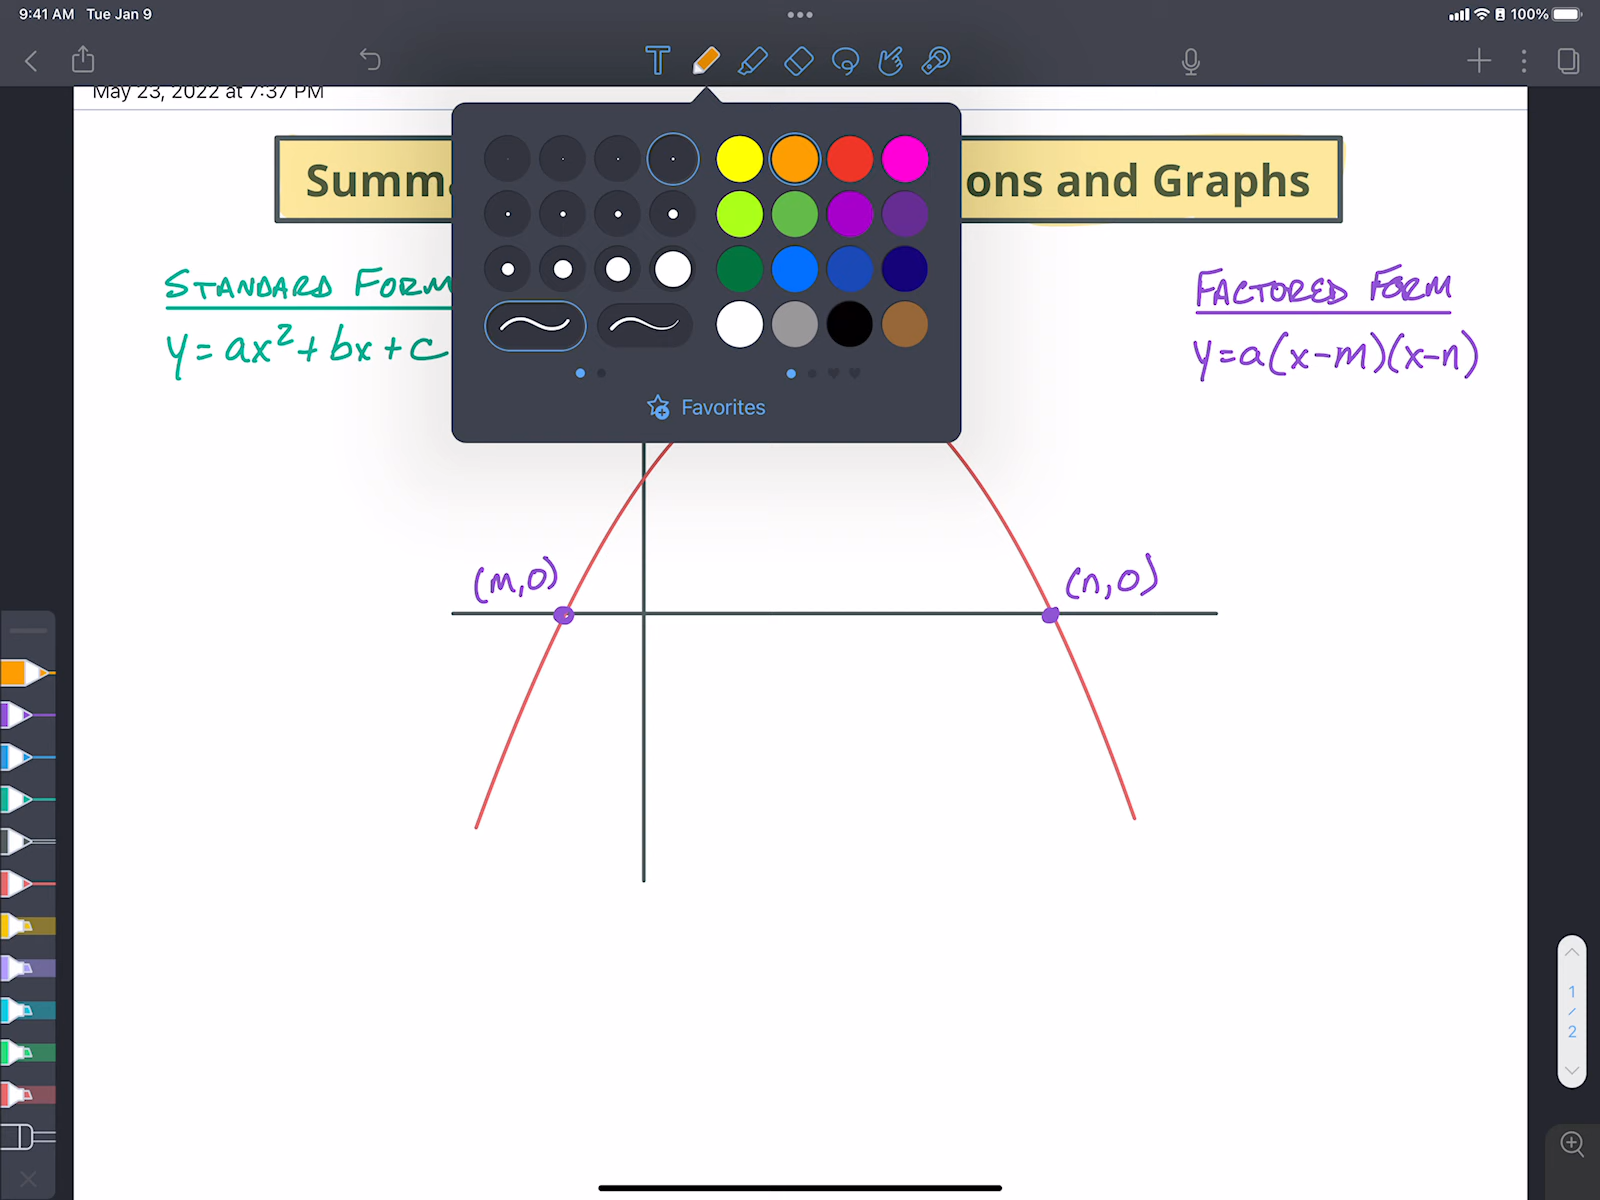 9:41 AM Tue Jan 9
100%
T
May 23, 2022 at 7:37 PM
ons and Graphs
STANDARD FORM
FACTORED FORM
y=ax²+bx+c
y=a(x-m)(x-n)
Favorites
(m,0)
(n,0)
1
/
2